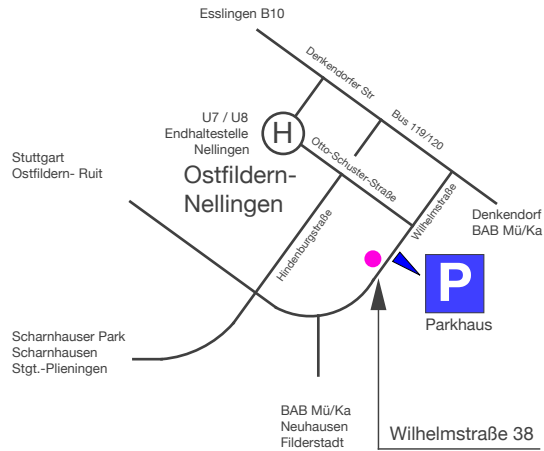 Esslingen B10
Denkendorfer Str
Bus 119/120
U7 / U8
Endhaltestelle
Nellingen
H
Otto-Schuster-Straße
Stuttgart
Ostfildern- Ruit
Ostfildern-
Nellingen
Wilhelmstraße
Denkendorf
BAB Mü/Ka
Hindenburgstraße
P
Parkhaus
Scharnhauser Park
Scharnhausen
Stgt.-Plieningen
BAB Mü/Ka
Neuhausen
Filderstadt
Wilhelmstraße 38